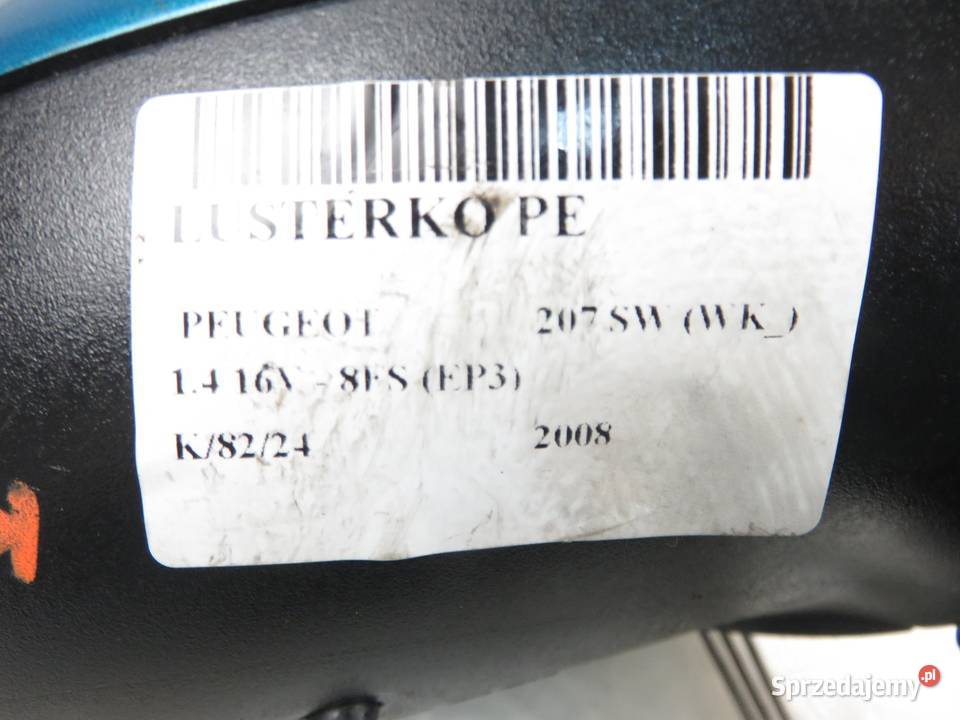 LUSTERKO PE
PEUGEOT 207 SW (WK_)
1.4 16V - 8FS (EP3)
K/82/24 2008
Sprzedajemy.pl